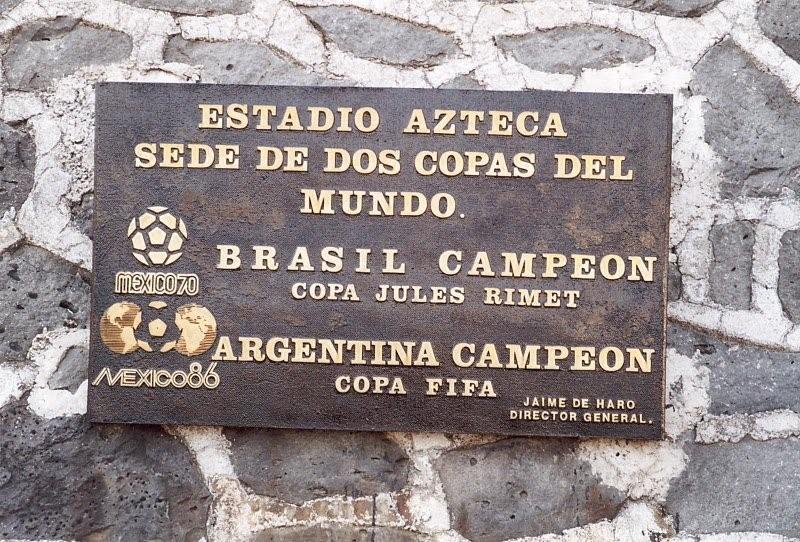 ESTADIO AZTECA
SEDE DE DOS COPAS DEL
MUNDO.
BRASIL CAMPEON
MEXICO70
COPA JULES RIMET
ARGENTINA CAMPEON
MEXICO86
COPA FIFA
JAIME DE HARO
DIRECTOR GENERAL.